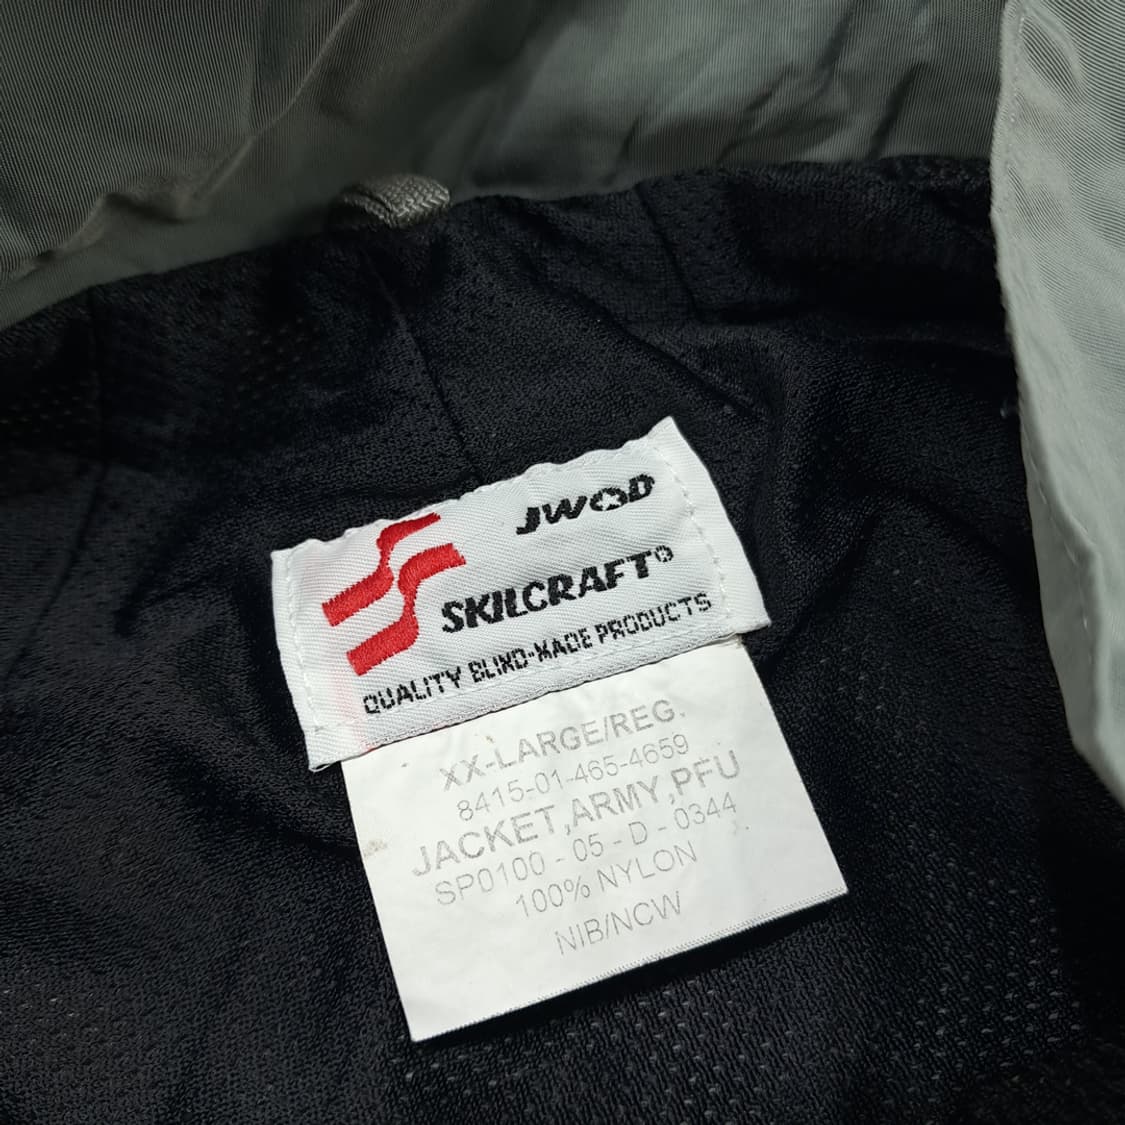 JWOD
SKILCRAFT®
QUALITY BLIND-MADE PRODUCTS
XX-LARGE/REG.
8415-01-465-4659
JACKET,ARMY,PFU
SP0100 - 05 - D - 0344
100% NYLON
NIB/NCW